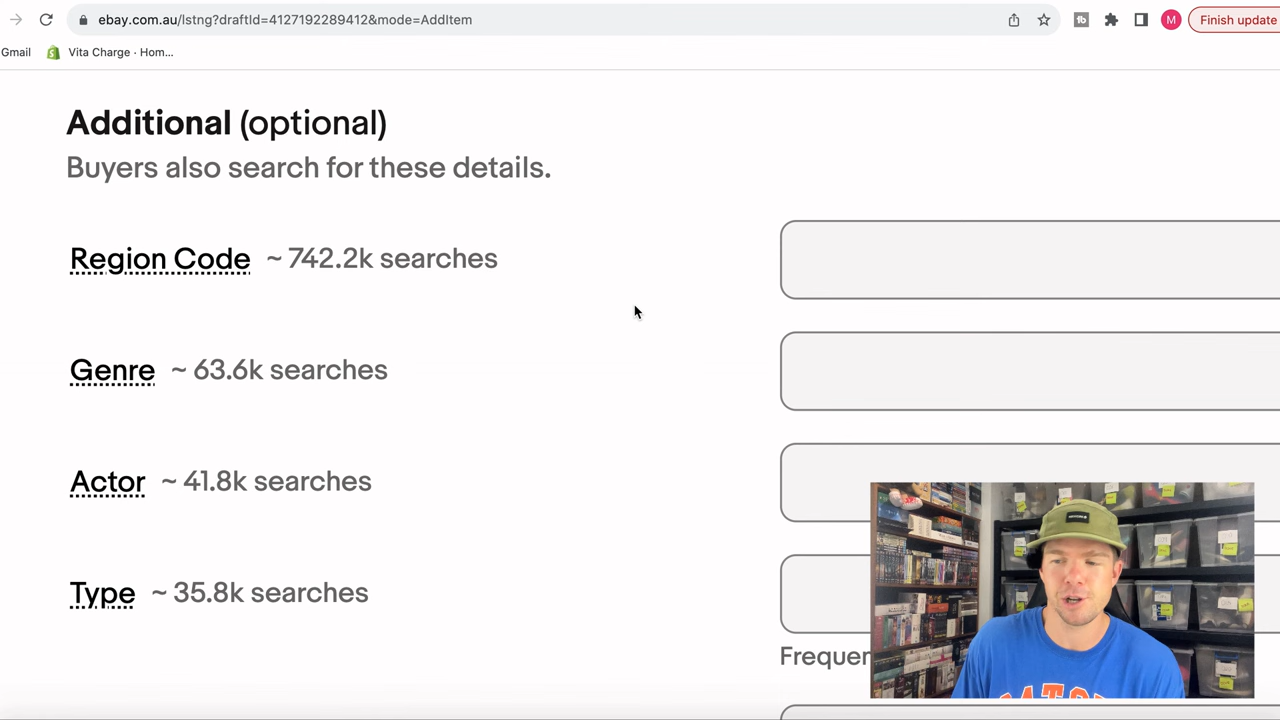 ebay.com.au/lstng?draftId=4127192289412&mode=AddItem
M
Finish update
Gmail
Vita Charge · Hom...
Additional (optional)
Buyers also search for these details.
Region Code ~ 742.2k searches
Genre ~ 63.6k searches
Actor ~ 41.8k searches
Type ~ 35.8k searches